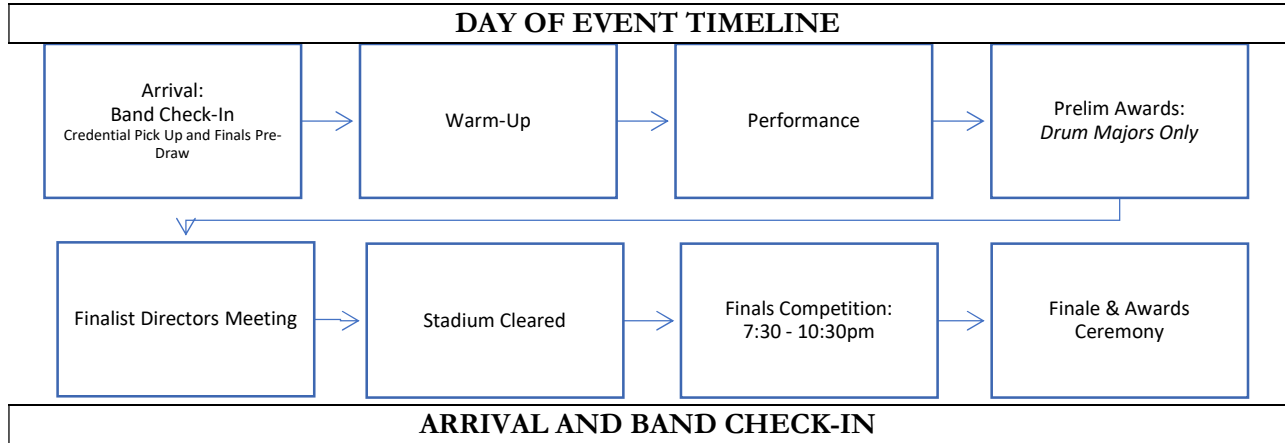 DAY OF EVENT TIMELINE
Arrival:
Band Check-In
Credential Pick Up and Finals Pre-
Draw
Warm-Up
Performance
Prelim Awards:
Drum Majors Only
Finalist Directors Meeting
Stadium Cleared
Finals Competition:
7:30 - 10:30pm
Finale & Awards
Ceremony
ARRIVAL AND BAND CHECK-IN